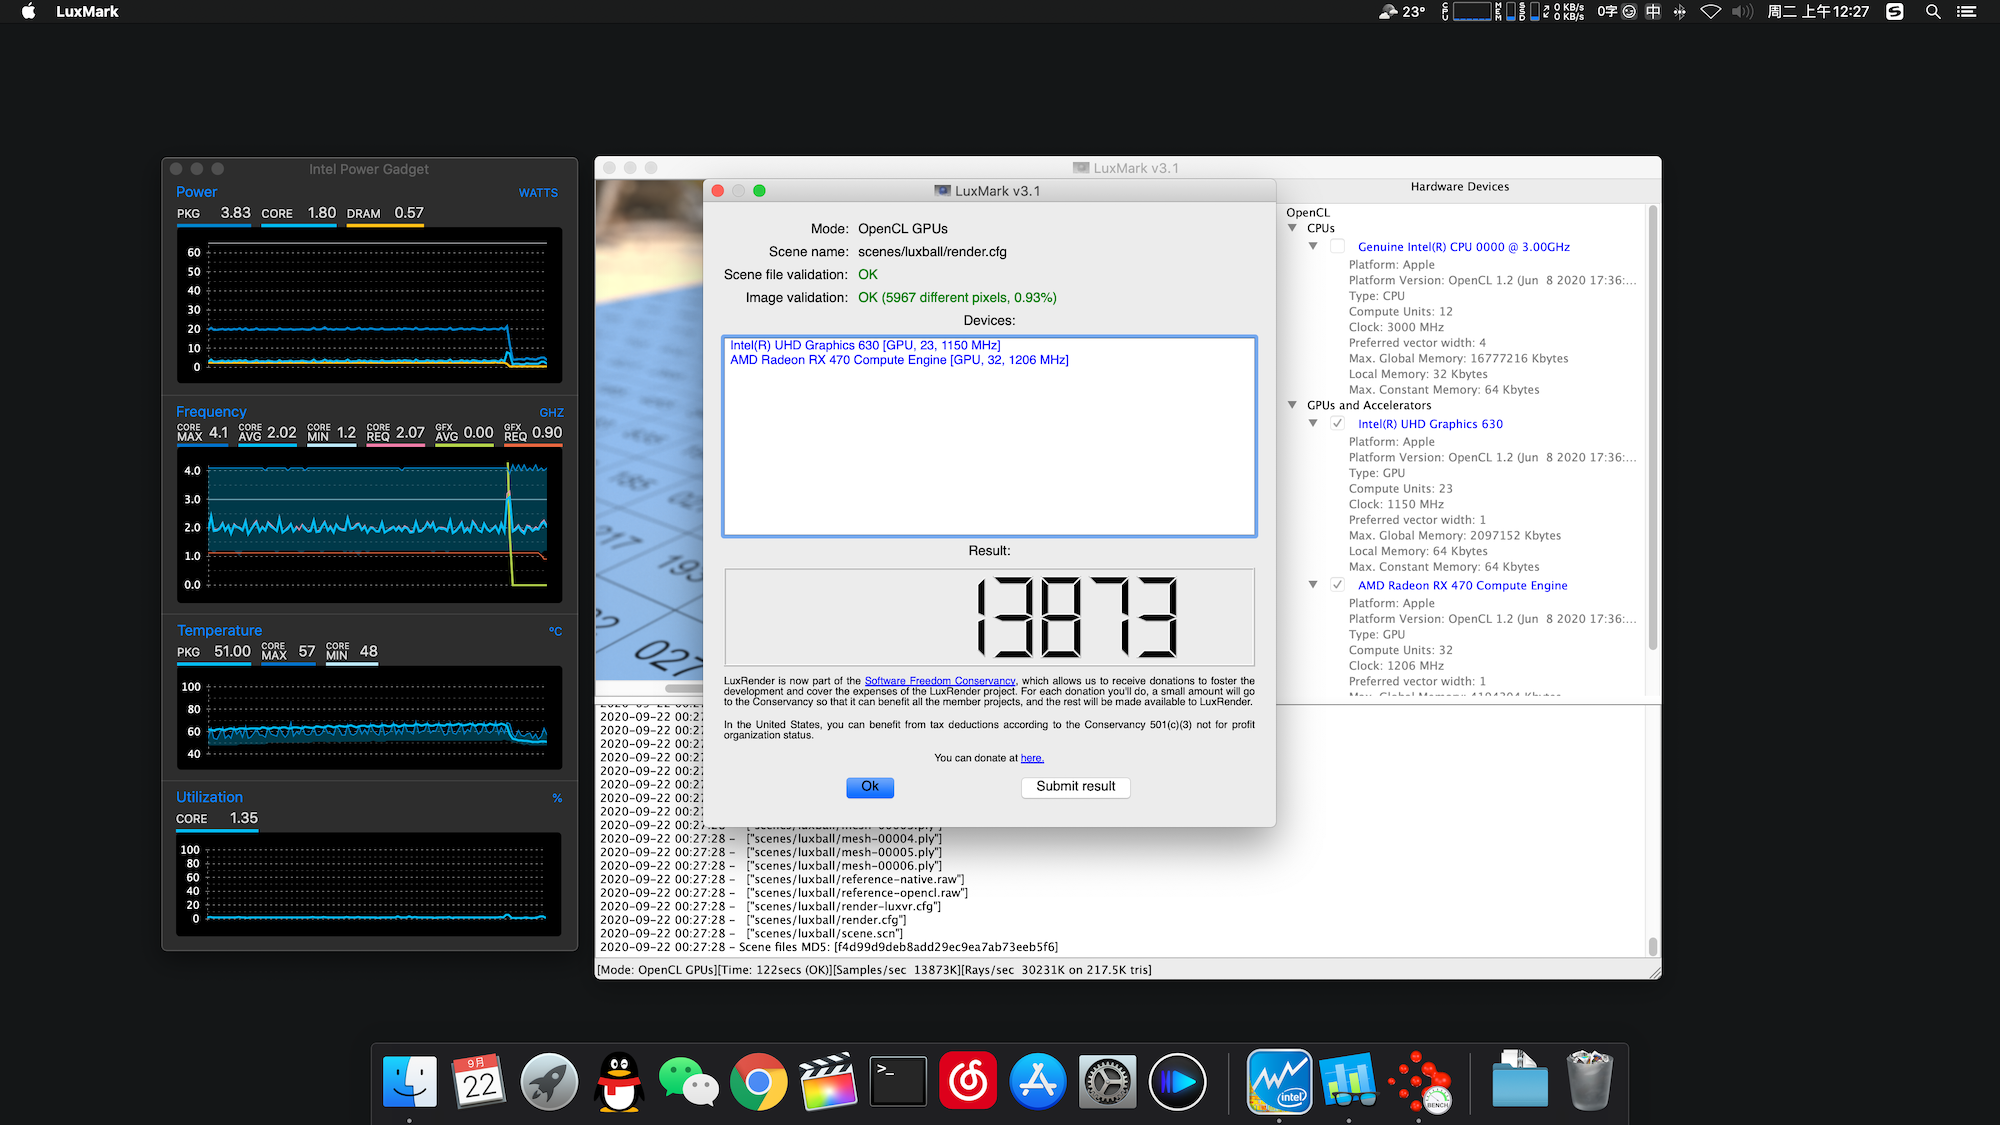 LuxMark
23°
CPU
MEM
SSD
0 KB/s
0 KB/s
0字
中
周二 上午12:27
Intel Power Gadget
Power WATTS
PKG 3.83 CORE 1.80 DRAM 0.57
60
50
40
30
20
10
0
Frequency GHZ
CORE MAX 4.1 CORE AVG 2.02 CORE MIN 1.2 CORE REQ 2.07 GFX AVG 0.00 GFX REQ 0.90
4.0
3.0
2.0
1.0
0.0
Temperature °C
PKG 51.00 CORE MAX 57 CORE MIN 48
100
80
60
40
Utilization %
CORE 1.35
100
80
60
40
20
0
LuxMark v3.1
LuxMark v3.1
Mode: OpenCL GPUs
Scene name: scenes/luxball/render.cfg
Scene file validation: OK
Image validation: OK (5967 different pixels, 0.93%)
Devices:
Intel(R) UHD Graphics 630 [GPU, 23, 1150 MHz]
AMD Radeon RX 470 Compute Engine [GPU, 32, 1206 MHz]
Result:
13873
LuxRender is now part of the Software Freedom Conservancy, which allows us to receive donations to foster the
development and cover the expenses of the LuxRender project. For each donation you'll do, a small amount will go
to the Conservancy so that it can benefit all the member projects, and the rest will be made available to LuxRender.
In the United States, you can benefit from tax deductions according to the Conservancy 501(c)(3) not for profit
organization status.
You can donate at here.
Ok Submit result
Hardware Devices
OpenCL
CPUs
Genuine Intel(R) CPU 0000 @ 3.00GHz
Platform: Apple
Platform Version: OpenCL 1.2 (Jun 8 2020 17:36:...
Type: CPU
Compute Units: 12
Clock: 3000 MHz
Preferred vector width: 4
Max. Global Memory: 16777216 Kbytes
Local Memory: 32 Kbytes
Max. Constant Memory: 64 Kbytes
GPUs and Accelerators
Intel(R) UHD Graphics 630
Platform: Apple
Platform Version: OpenCL 1.2 (Jun 8 2020 17:36:...
Type: GPU
Compute Units: 23
Clock: 1150 MHz
Preferred vector width: 1
Max. Global Memory: 2097152 Kbytes
Local Memory: 64 Kbytes
Max. Constant Memory: 64 Kbytes
AMD Radeon RX 470 Compute Engine
Platform: Apple
Platform Version: OpenCL 1.2 (Jun 8 2020 17:36:...
Type: GPU
Compute Units: 32
Clock: 1206 MHz
Preferred vector width: 1
193
027
2020-09-22 00:27
2020-09-22 00:27
2020-09-22 00:27
2020-09-22 00:27
2020-09-22 00:27
2020-09-22 00:27
2020-09-22 00:27
2020-09-22 00:27
2020-09-22 00:27:28 - ["scenes/luxball/mesh-00003.ply"]
2020-09-22 00:27:28 - ["scenes/luxball/mesh-00004.ply"]
2020-09-22 00:27:28 - ["scenes/luxball/mesh-00005.ply"]
2020-09-22 00:27:28 - ["scenes/luxball/mesh-00006.ply"]
2020-09-22 00:27:28 - ["scenes/luxball/reference-native.raw"]
2020-09-22 00:27:28 - ["scenes/luxball/reference-opencl.raw"]
2020-09-22 00:27:28 - ["scenes/luxball/render-luxvr.cfg"]
2020-09-22 00:27:28 - ["scenes/luxball/render.cfg"]
2020-09-22 00:27:28 - ["scenes/luxball/scene.scn"]
2020-09-22 00:27:28 - Scene files MD5: [f4d99d9deb8add29ec9ea7ab73eeb5f6]
[Mode: OpenCL GPUs][Time: 122secs (OK)][Samples/sec 13873K][Rays/sec 30231K on 217.5K tris]
9月
22
>_
intel
BENCH